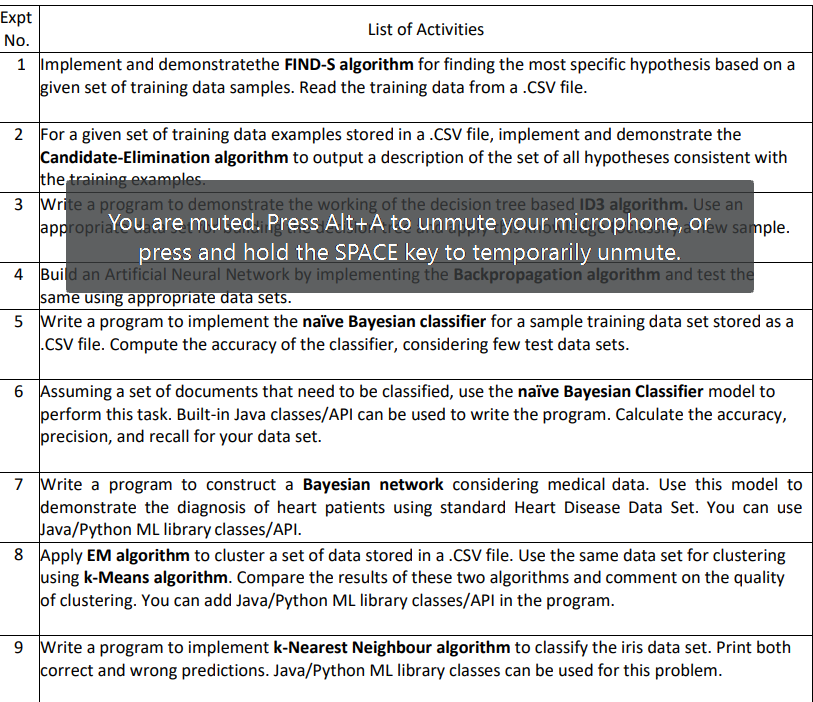 Expt
No.
List of Activities
1 Implement and demonstratethe FIND-S algorithm for finding the most specific hypothesis based on a
given set of training data samples. Read the training data from a .CSV file.
2 For a given set of training data examples stored in a .CSV file, implement and demonstrate the
Candidate-Elimination algorithm to output a description of the set of all hypotheses consistent with
the training examples.
3 Write a program to demonstrate the working of the decision tree based ID3 algorithm. Use an
appropriate data set for building the decision tree and apply this knowledge to classify a new sample.
You are muted. Press Alt+A to unmute your microphone, or
press and hold the SPACE key to temporarily unmute.
4 Build an Artificial Neural Network by implementing the Backpropagation algorithm and test the
same using appropriate data sets.
5 Write a program to implement the naïve Bayesian classifier for a sample training data set stored as a
.CSV file. Compute the accuracy of the classifier, considering few test data sets.
6 Assuming a set of documents that need to be classified, use the naïve Bayesian Classifier model to
perform this task. Built-in Java classes/API can be used to write the program. Calculate the accuracy,
precision, and recall for your data set.
7 Write a program to construct a Bayesian network considering medical data. Use this model to
demonstrate the diagnosis of heart patients using standard Heart Disease Data Set. You can use
Java/Python ML library classes/API.
8 Apply EM algorithm to cluster a set of data stored in a .CSV file. Use the same data set for clustering
using k-Means algorithm. Compare the results of these two algorithms and comment on the quality
of clustering. You can add Java/Python ML library classes/API in the program.
9 Write a program to implement k-Nearest Neighbour algorithm to classify the iris data set. Print both
correct and wrong predictions. Java/Python ML library classes can be used for this problem.